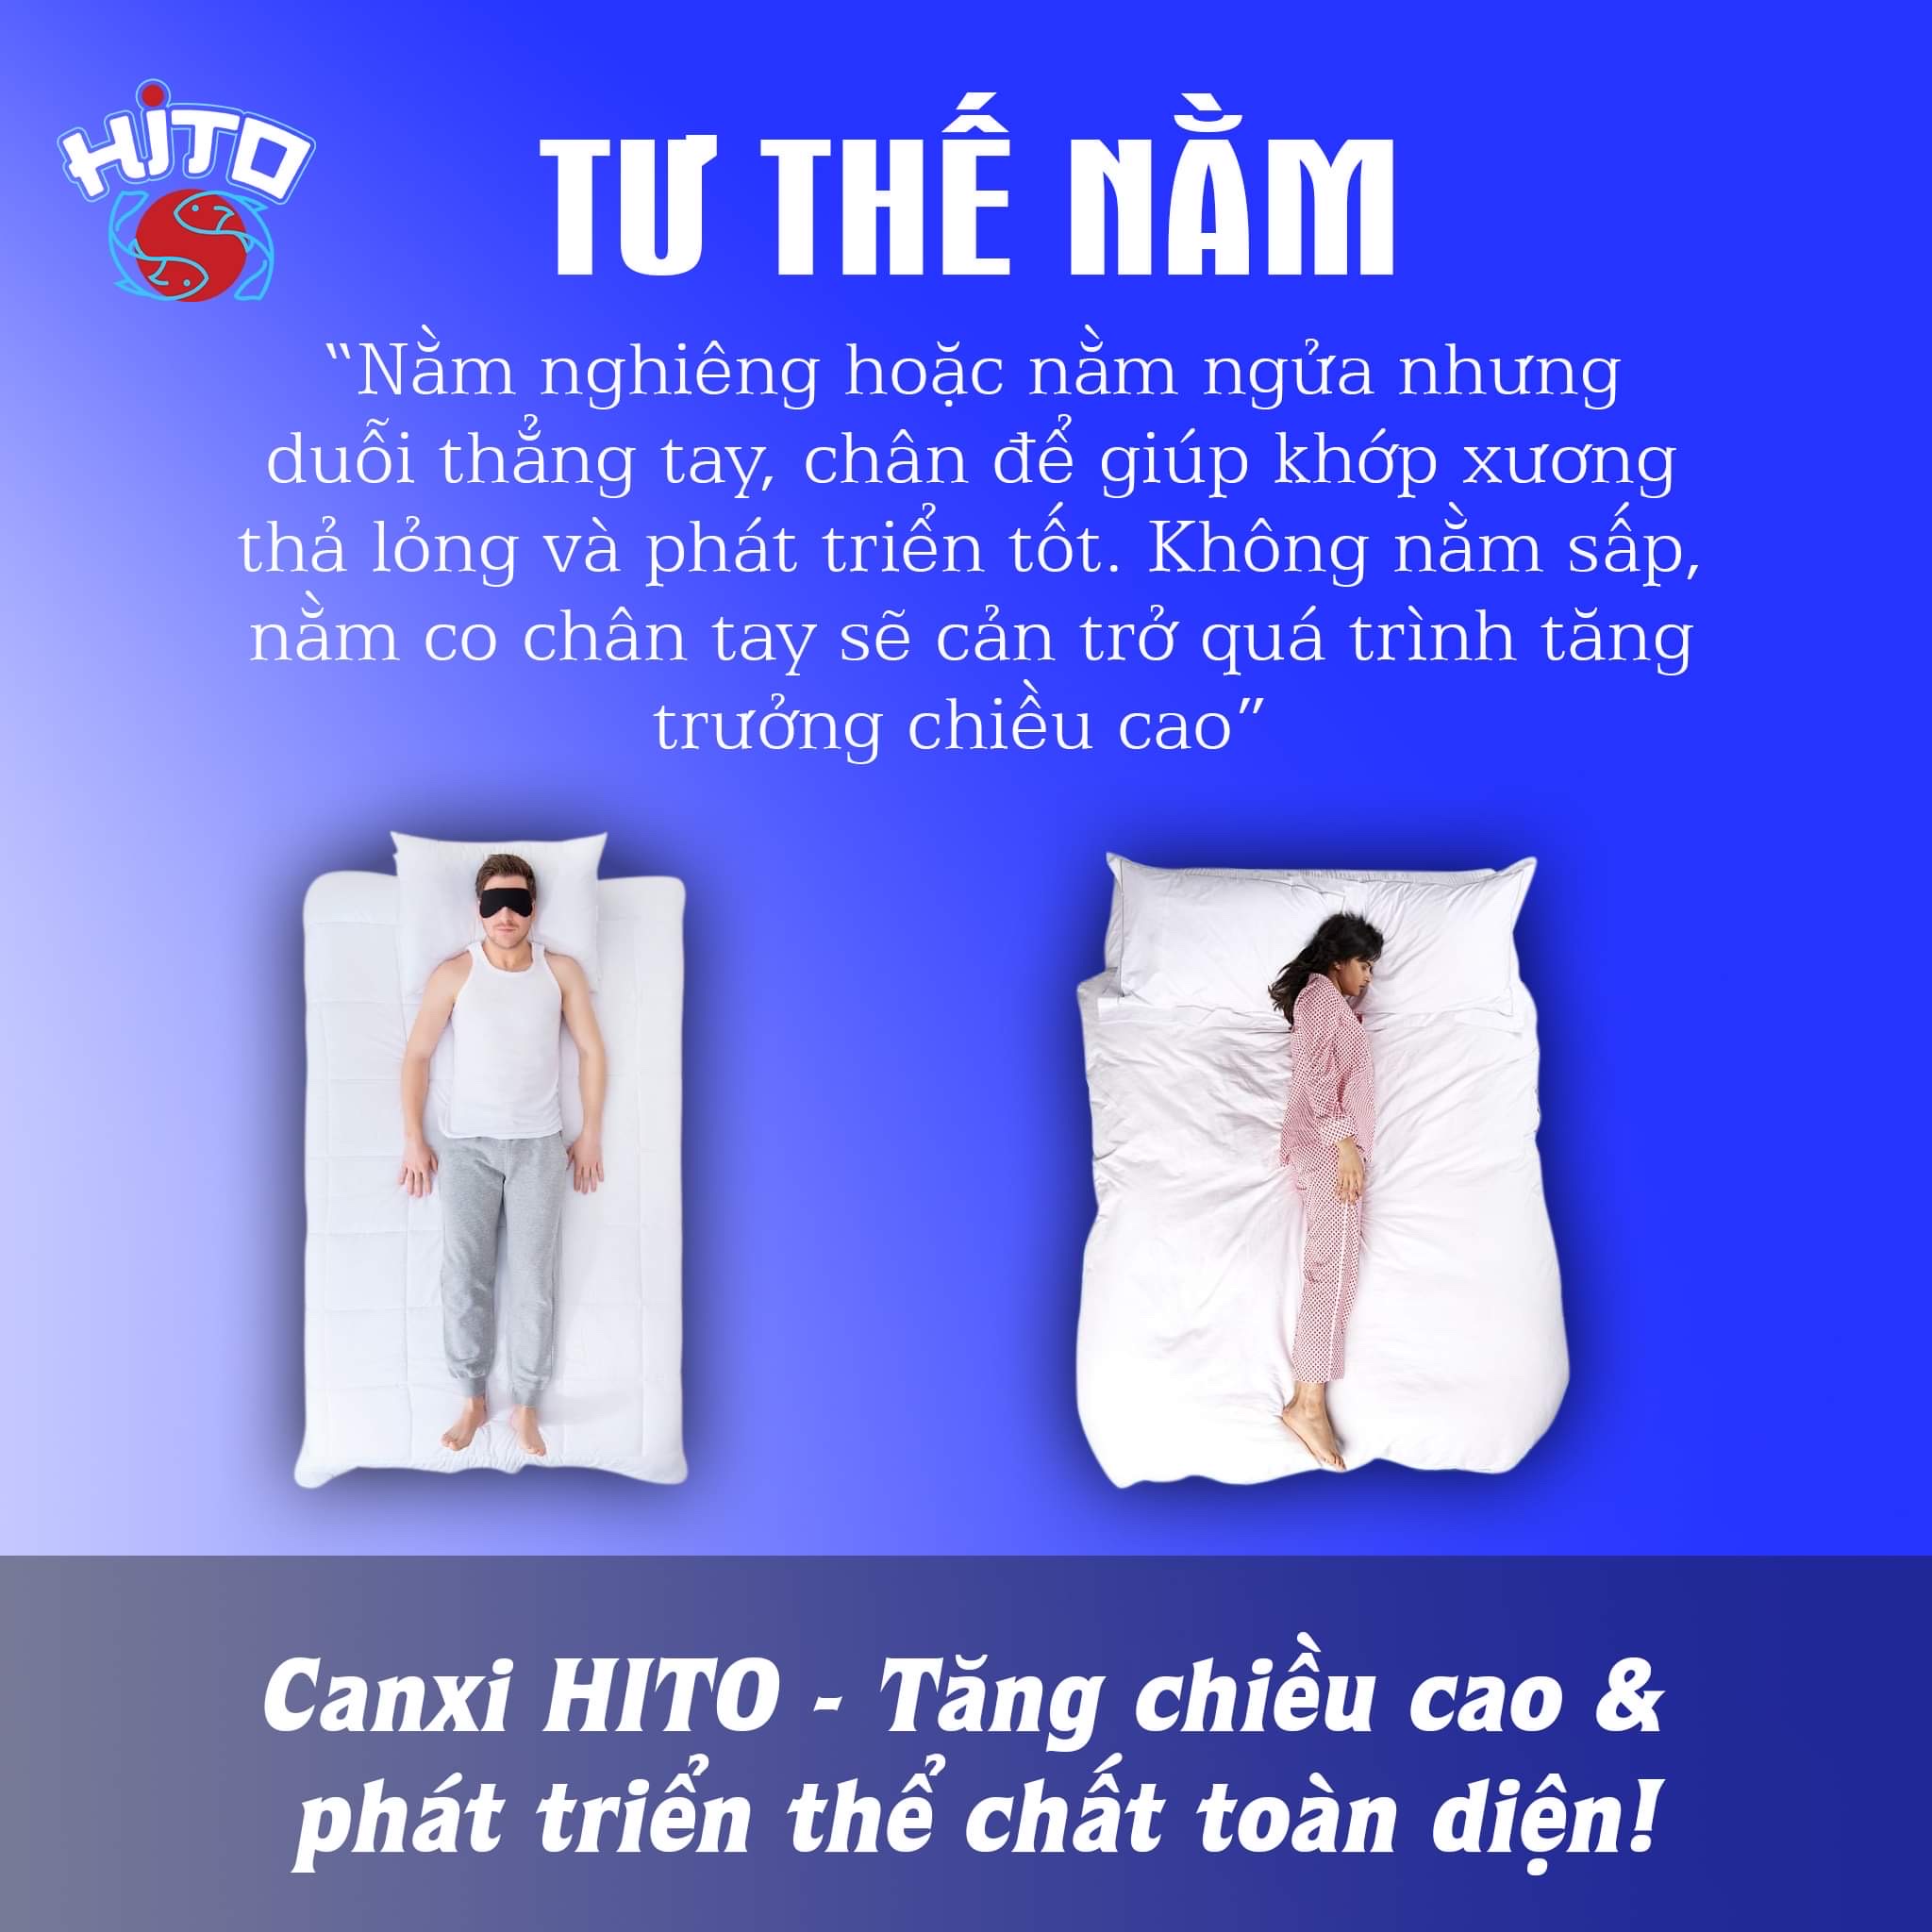 HITO
TƯ THẾ NẰM
“Nằm nghiêng hoặc nằm ngửa nhưng
duỗi thẳng tay, chân để giúp khớp xương
thả lỏng và phát triển tốt. Không nằm sấp,
nằm co chân tay sẽ cản trở quá trình tăng
trưởng chiều cao”
Canxi HITO - Tăng chiều cao &
phát triển thể chất toàn diện!